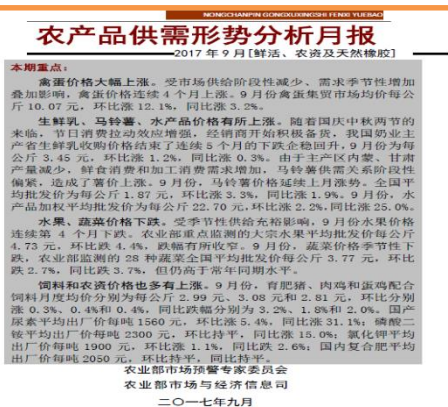 NONGCHANPIN GONGXUXINGSHI FENXI YUEBAO
农产品供需形势分析月报
2017年9月[鲜活、农资及天然橡胶]
本期重点：
禽蛋价格大幅上涨。受市场供给阶段性减少、需求季节性增加
叠加影响，禽蛋价格连续4个月上涨。9月份禽蛋集贸市场均价每公
斤10.07元，环比涨12.1%，同比涨3.2%。
生鲜乳、马铃薯、水产品价格有所上涨。随着国庆中秋两节的
来临，节日消费拉动效应增强，经销商开始积极备货，我国奶业主
产省生鲜乳收购价格结束了连续5个月的下跌企稳回升，9月份为每
公斤3.45元，环比涨1.2%，同比涨0.3%。由于主产区内蒙、甘肃
产量减少，鲜食消费和加工消费需求增加，马铃薯供需关系阶段性
偏紧，造成了薯价上涨。9月份，马铃薯价格延续上月涨势。全国平
均批发价为每公斤1.87元，环比涨3.3%，同比涨1.9%。9月份，水
产品加权平均批发价为每公斤22.70元，环比涨2.2%，同比涨25.0%。
水果、蔬菜价格下跌。受季节性供给充裕影响，9月份水果价格
连续第 4 个月下跌。农业部重点监测的大宗水果平均批发价每公斤
4.73元，环比跌4.4%，跌幅有所收窄。9月份，蔬菜价格季节性下
跌，农业部监测的28种蔬菜全国平均批发价每公斤3.77元，环比
跌2.7%，同比跌3.7%，但仍高于常年同期水平。
饲料和农资价格也多有上涨。9月份，育肥猪、肉鸡和蛋鸡配合
饲料月度均价分别为每公斤2.99元、3.08元和2.81元，环比分别
涨0.3%、0.4%和0.4%，同比跌幅分别为3.2%、1.8%和2.0%。国产
尿素平均出厂价每吨1560元，环比涨5.4%，同比涨31.1%；磷酸二
铵平均出厂价每吨2300元，环比持平，同比涨15.0%；氯化钾平均
出厂价每吨1900元，环比涨1.1%，同比跌2.6%；国内复合肥平均
出厂价每吨2050元，环比持平，同比持平。
农业部市场预警专家委员会
农业部市场与经济信息司
二〇一七年九月